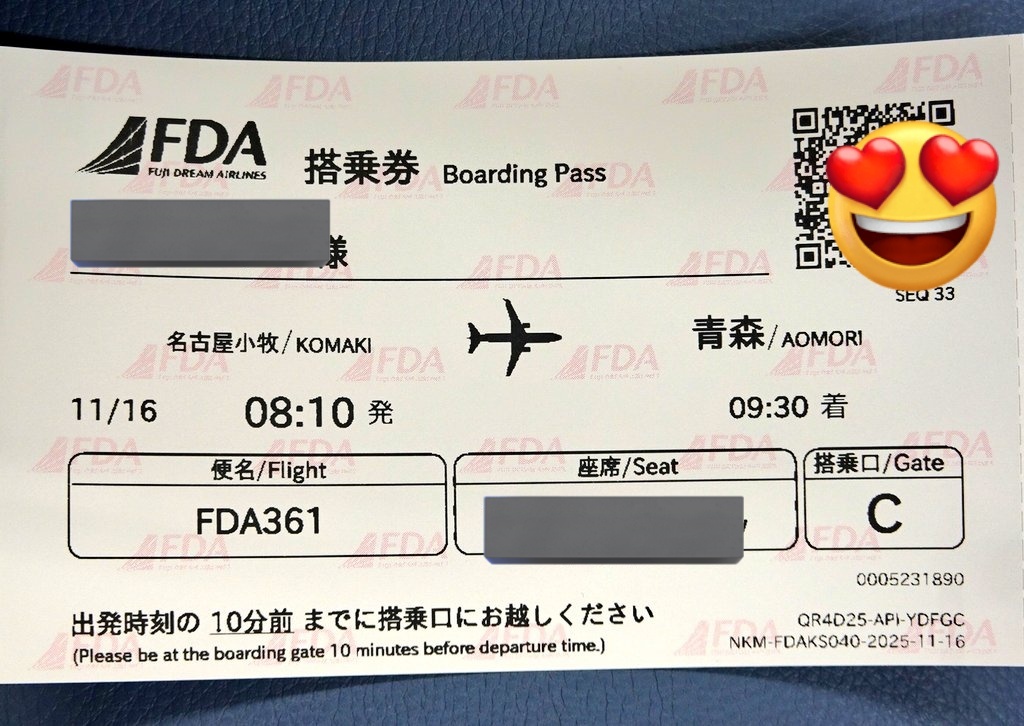 FDA
FUJI DREAM AIRLINES
搭乗券 Boarding Pass
様
SEQ 33
名古屋小牧/KOMAKI
青森/AOMORI
11/16 08:10 発 09:30 着
便名/Flight
FDA361
座席/Seat
搭乗口/Gate
C
0005231890
出発時刻の 10分前 までに搭乗口にお越しください
(Please be at the boarding gate 10 minutes before departure time.)
QR4D25-API-YDFGC
NKM-FDAKS040-2025-11-16